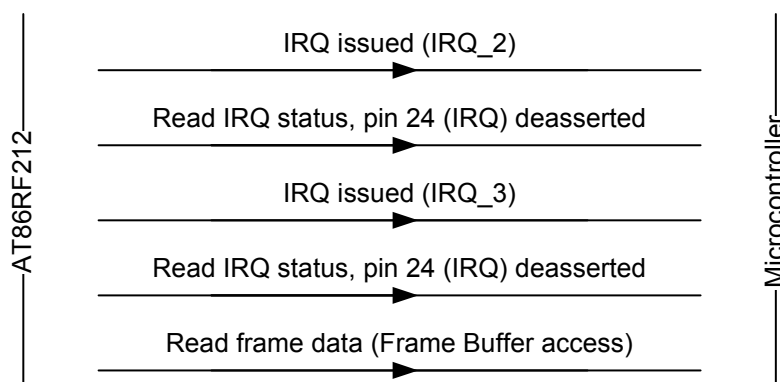 AT86RF212
IRQ issued (IRQ_2)
Read IRQ status, pin 24 (IRQ) deasserted
IRQ issued (IRQ_3)
Read IRQ status, pin 24 (IRQ) deasserted
Read frame data (Frame Buffer access)
Microcontroller